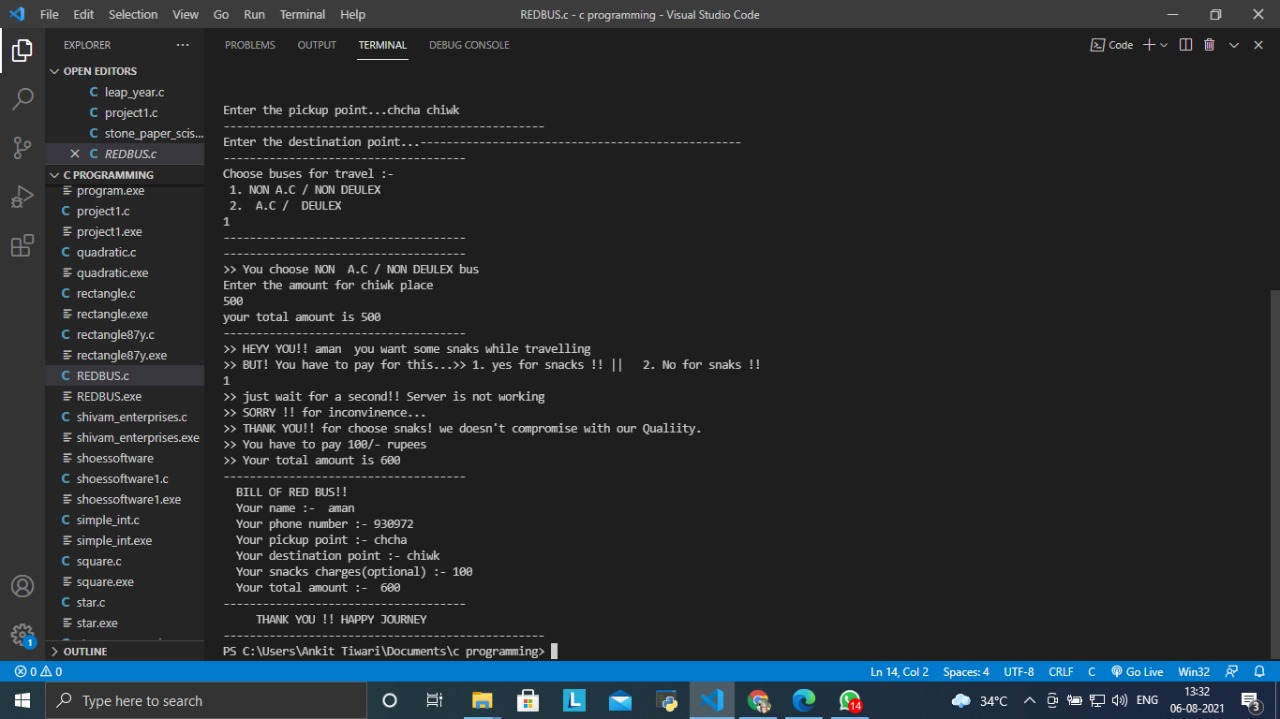 File Edit Selection View Go Run Terminal Help
REDBUS.c - c programming - Visual Studio Code
EXPLORER
OPEN EDITORS
C leap_year.c
C project1.c
C stone_paper_scis...
C REDBUS.c
C PROGRAMMING
program.exe
C project1.c
project1.exe
C quadratic.c
quadratic.exe
C rectangle.c
rectangle.exe
C rectangle87y.c
rectangle87y.exe
C REDBUS.c
REDBUS.exe
C shivam_enterprises.c
shivam_enterprises.exe
shoessoftware
C shoessoftware1.c
shoessoftware1.exe
C simple_int.c
simple_int.exe
C square.c
square.exe
C star.c
star.exe
OUTLINE
PROBLEMS OUTPUT TERMINAL DEBUG CONSOLE
Code
Enter the pickup point...chcha chiwk
-------------------------------------------------
Enter the destination point...-------------------------------------------------
-------------------------------------
Choose buses for travel :-
1. NON A.C / NON DEULEX
2. A.C / DEULEX
1
-------------------------------------
-------------------------------------
>> You choose NON A.C / NON DEULEX bus
Enter the amount for chiwk place
500
your total amount is 500
-------------------------------------
>> HEYY YOU!! aman you want some snaks while travelling
>> BUT! You have to pay for this...>> 1. yes for snacks !! || 2. No for snaks !!
1
>> just wait for a second!! Server is not working
>> SORRY !! for inconvinence...
>> THANK YOU!! for choose snaks! we doesn't compromise with our Qualiity.
>> You have to pay 100/- rupees
>> Your total amount is 600
-------------------------------------
BILL OF RED BUS!!
Your name :- aman
Your phone number :- 930972
Your pickup point :- chcha
Your destination point :- chiwk
Your snacks charges(optional) :- 100
Your total amount :- 600
-------------------------------------
THANK YOU !! HAPPY JOURNEY
-------------------------------------------------
PS C:\Users\Ankit Tiwari\Documents\c programming>
1
0 0
Ln 14, Col 2 Spaces: 4 UTF-8 CRLF C Go Live Win32
Type here to search
L
14
34°C
ENG
13:32
06-08-2021
3